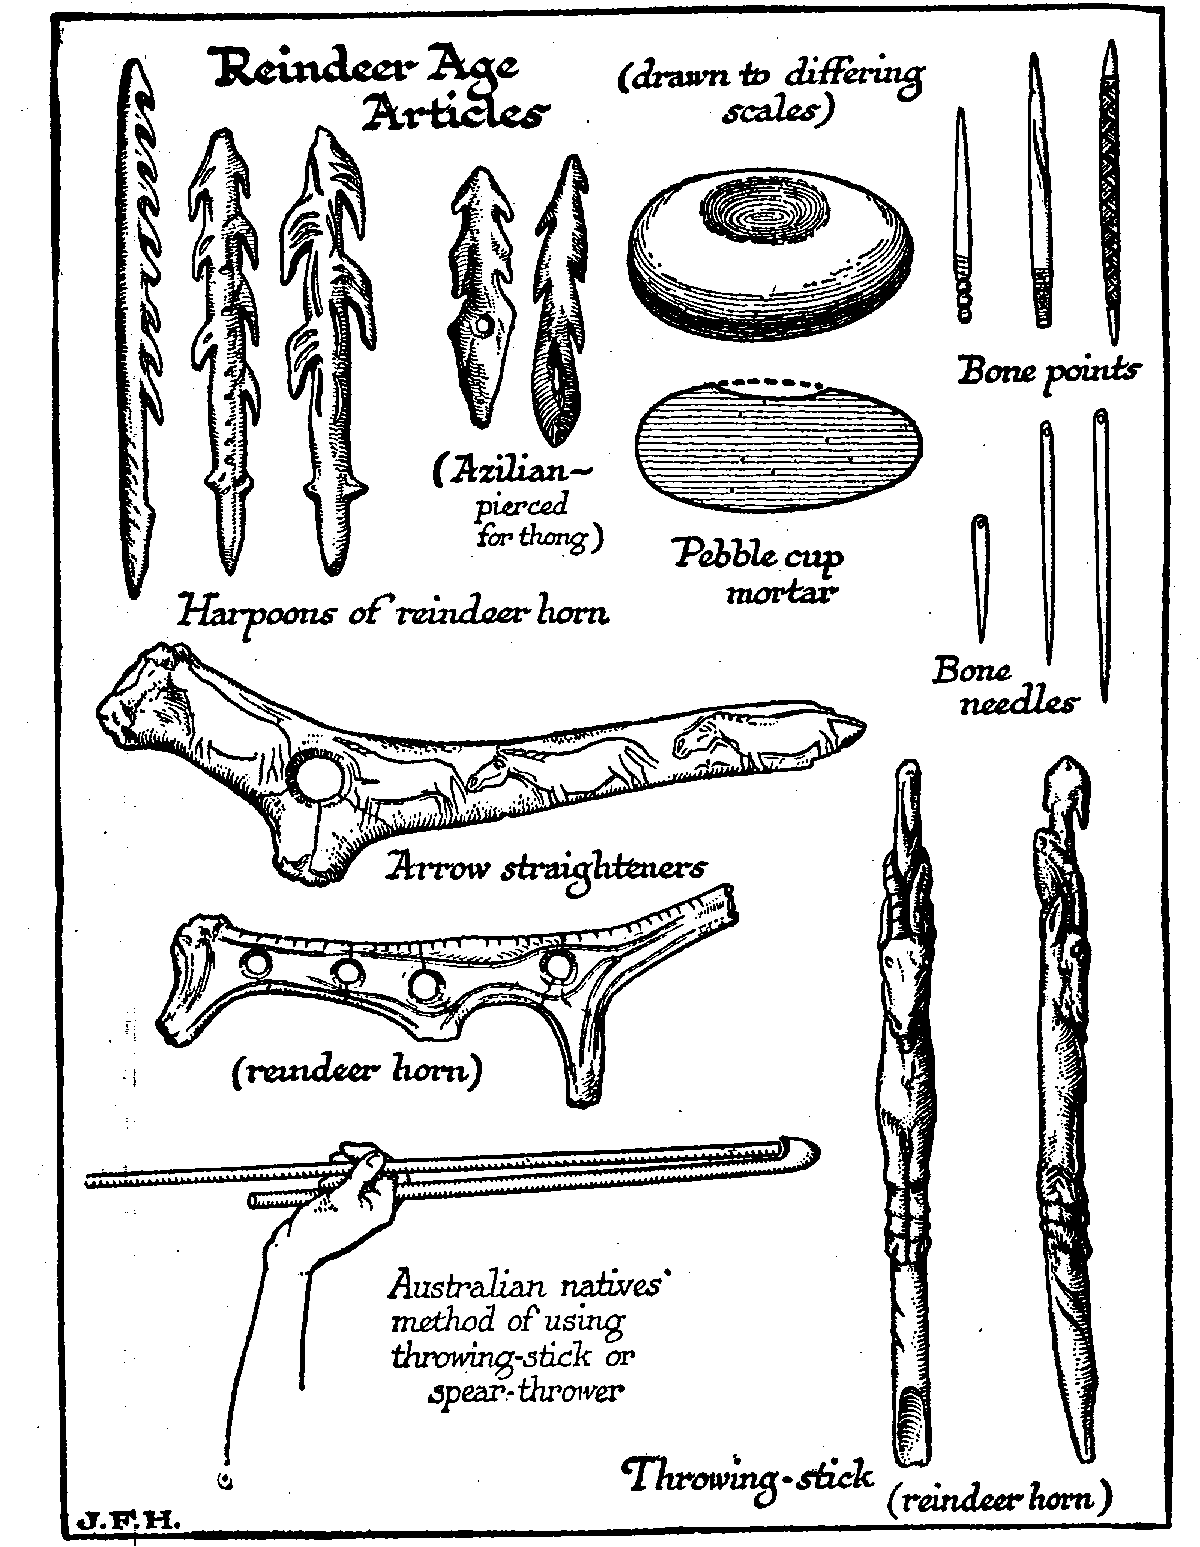 Reindeer Age
Articles
(drawn to differing
scales)
Bone points
(Azilian~
pierced
for thong)
Pebble cup
mortar
Harpoons of reindeer horn
Bone
needles
Arrow straighteners
(reindeer horn)
Australian natives'
method of using
throwing-stick or
spear-thrower
Throwing-stick
(reindeer horn)
J.F.H.